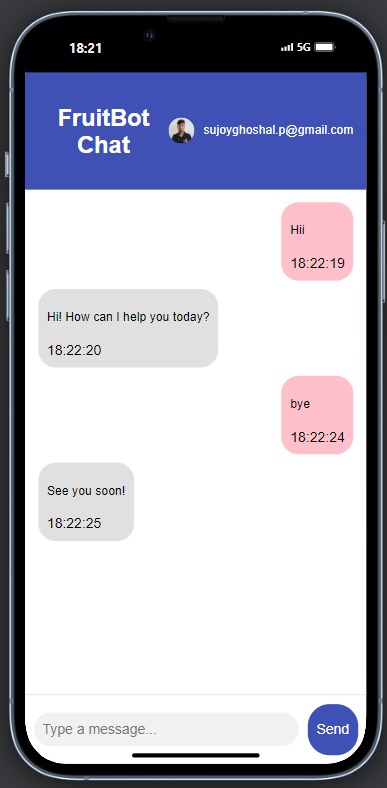 18:21
5G
FruitBot
Chat
sujoyghoshal.p@gmail.com
Hii
18:22:19
Hi! How can I help you today?
18:22:20
bye
18:22:24
See you soon!
18:22:25
Type a message...
Send